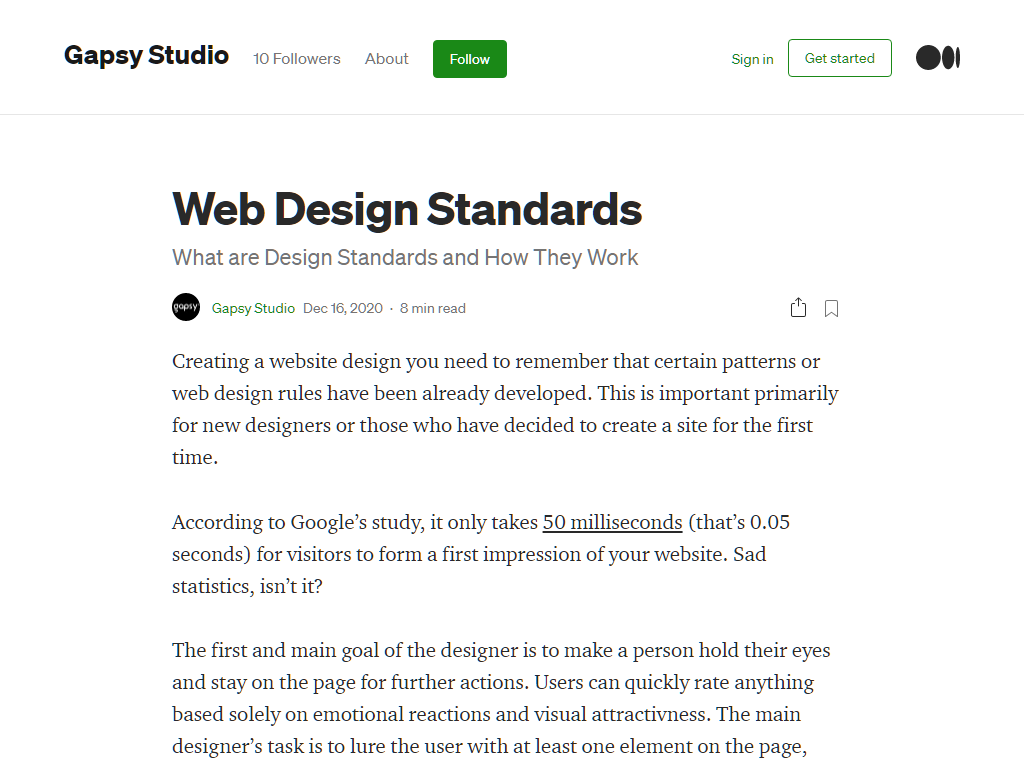 Gapsy Studio
10 Followers
About
Follow
Sign in
Get started
Web Design Standards
What are Design Standards and How They Work
gapsy
Gapsy Studio Dec 16, 2020 · 8 min read
Creating a website design you need to remember that certain patterns or
web design rules have been already developed. This is important primarily
for new designers or those who have decided to create a site for the first
time.
According to Google’s study, it only takes 50 milliseconds (that’s 0.05
seconds) for visitors to form a first impression of your website. Sad
statistics, isn’t it?
The first and main goal of the designer is to make a person hold their eyes
and stay on the page for further actions. Users can quickly rate anything
based solely on emotional reactions and visual attractivness. The main
designer’s task is to lure the user with at least one element on the page,